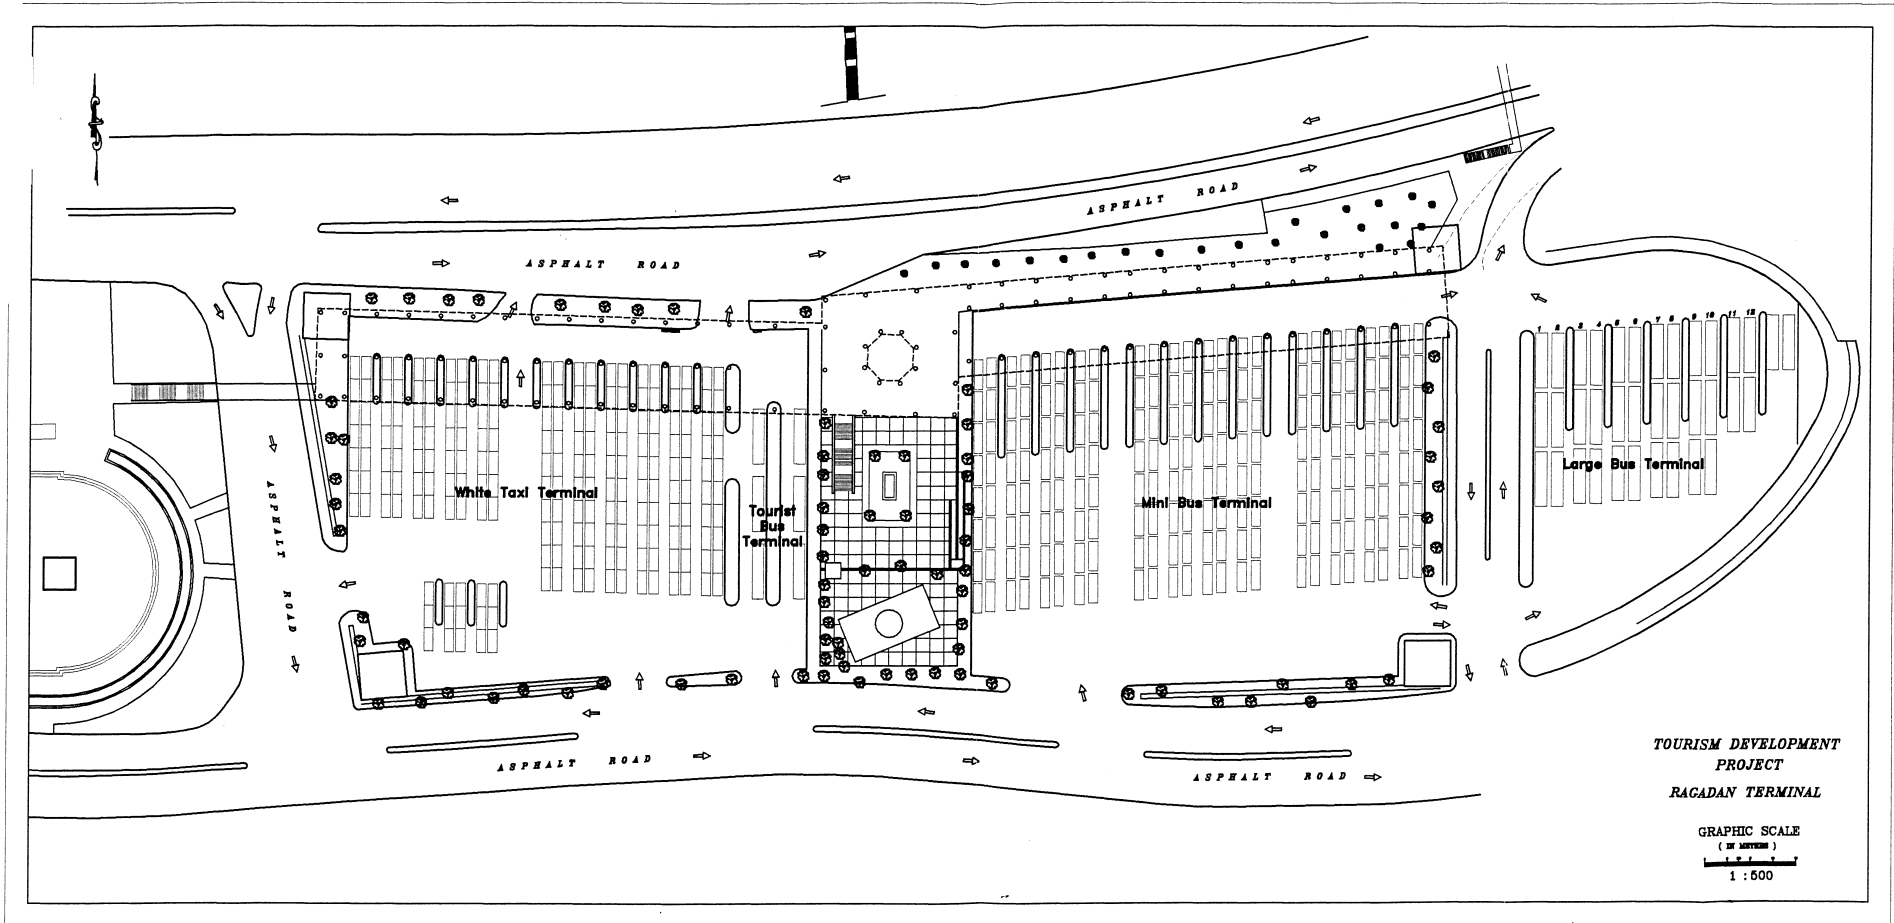 ASPHALT ROAD
ASPHALT ROAD
1 2 3 4 5 6 7 8 9 10 11 12
White Taxi Terminal
Tourist
Bus
Terminal
Mini Bus Terminal
Large Bus Terminal
ASPHALT ROAD
ASPHALT ROAD
ASPHALT ROAD
TOURISM DEVELOPMENT
PROJECT
RAGADAN TERMINAL
GRAPHIC SCALE
( IN METERS )
1 : 500